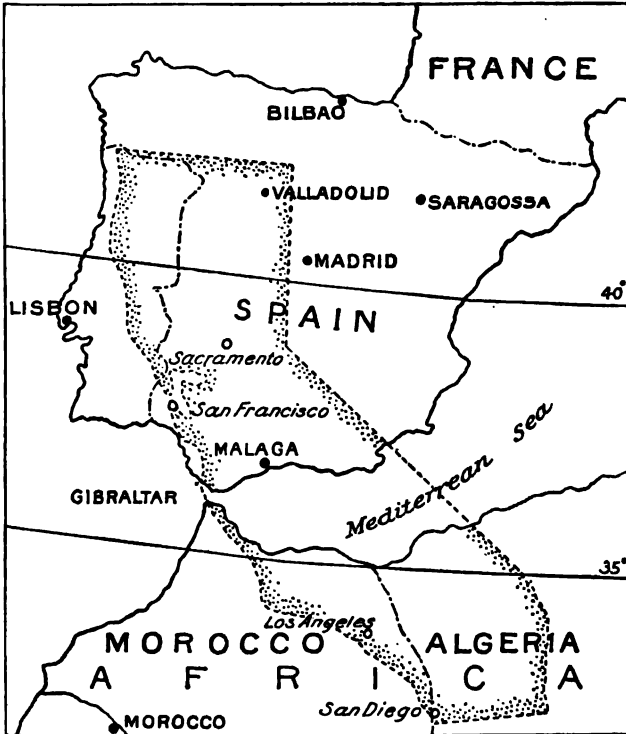 FRANCE
BILBAO
VALLADOLID
SARAGOSSA
MADRID
40°
LISBON
SPAIN
Sacramento
San Francisco
MALAGA
Mediterranean Sea
GIBRALTAR
35°
Los Angeles
MOROCCO
ALGERIA
AFRICA
San Diego
MOROCCO